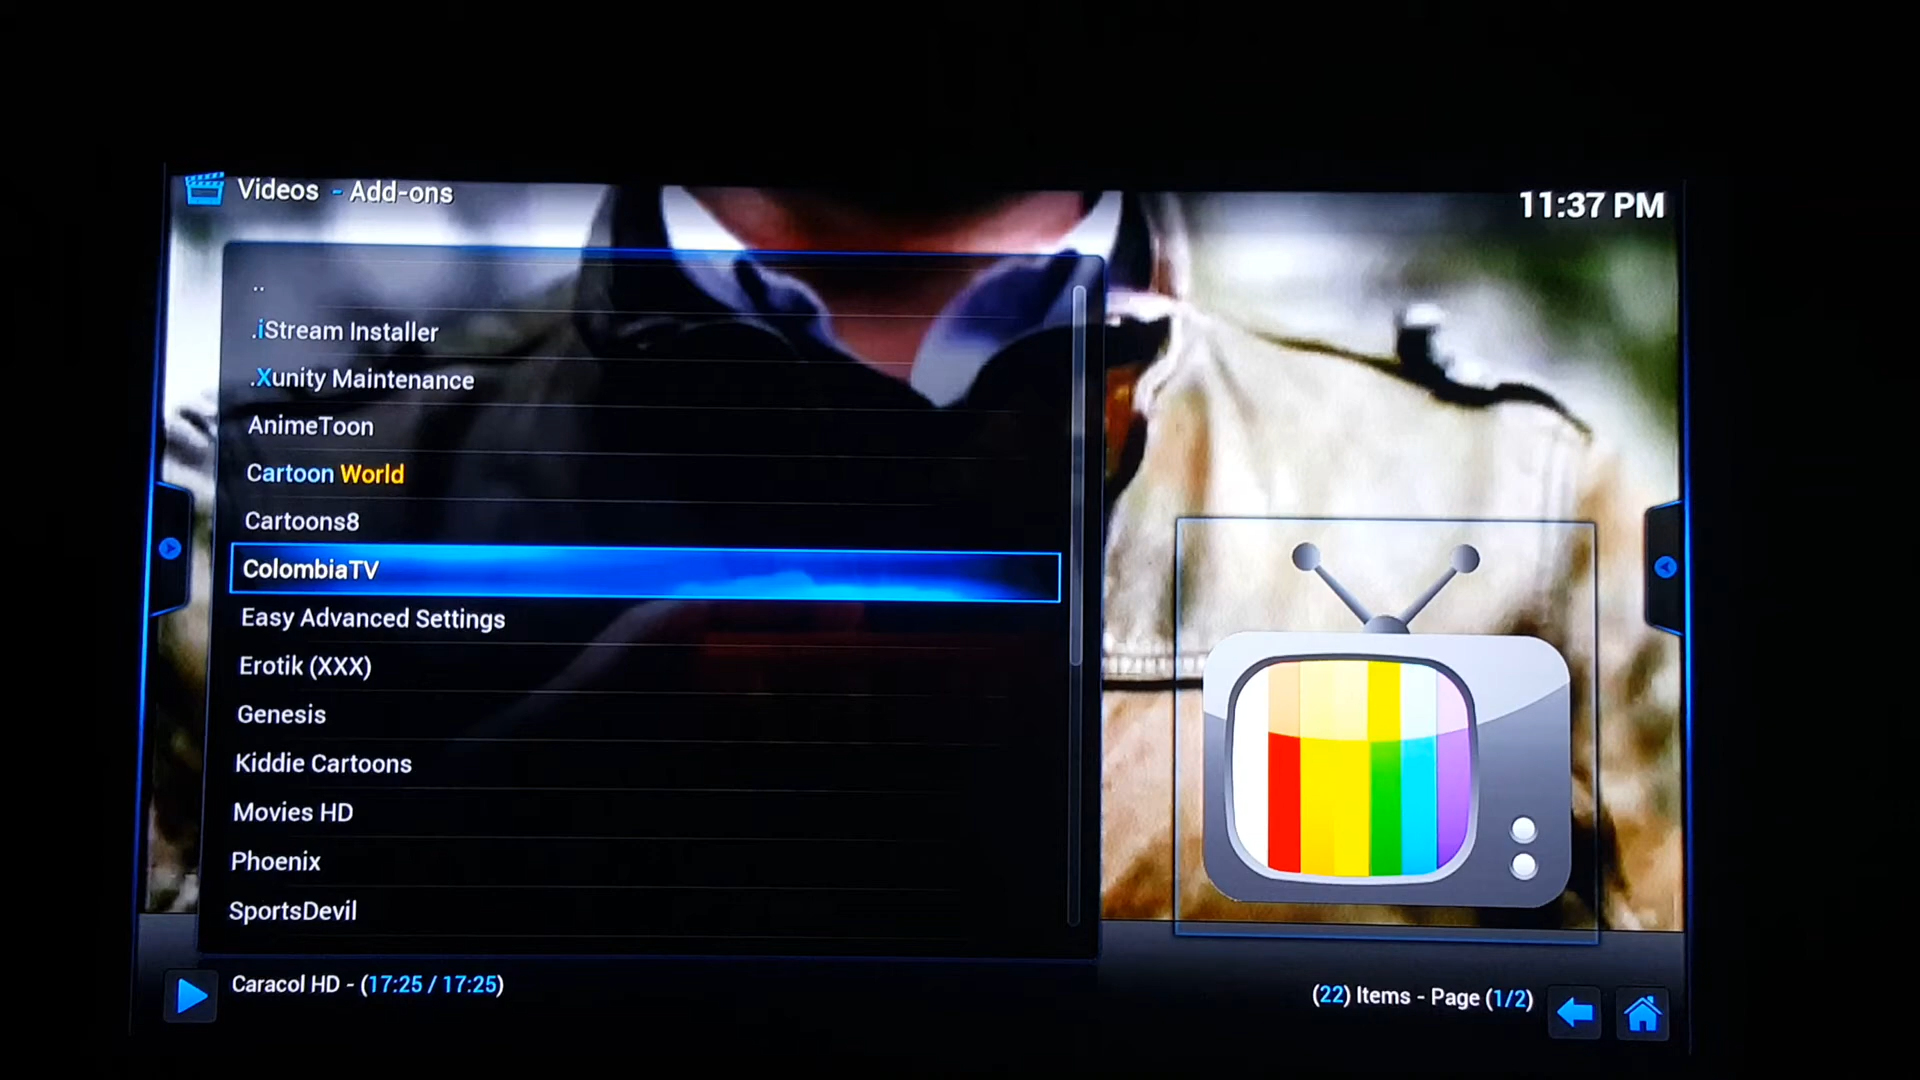 Videos - Add-ons
11:37 PM
..
.iStream Installer
.Xunity Maintenance
AnimeToon
Cartoon World
Cartoons8
ColombiaTV
Easy Advanced Settings
Erotik (XXX)
Genesis
Kiddie Cartoons
Movies HD
Phoenix
SportsDevil
Caracol HD - (17:25 / 17:25)
(22) Items - Page (1/2)